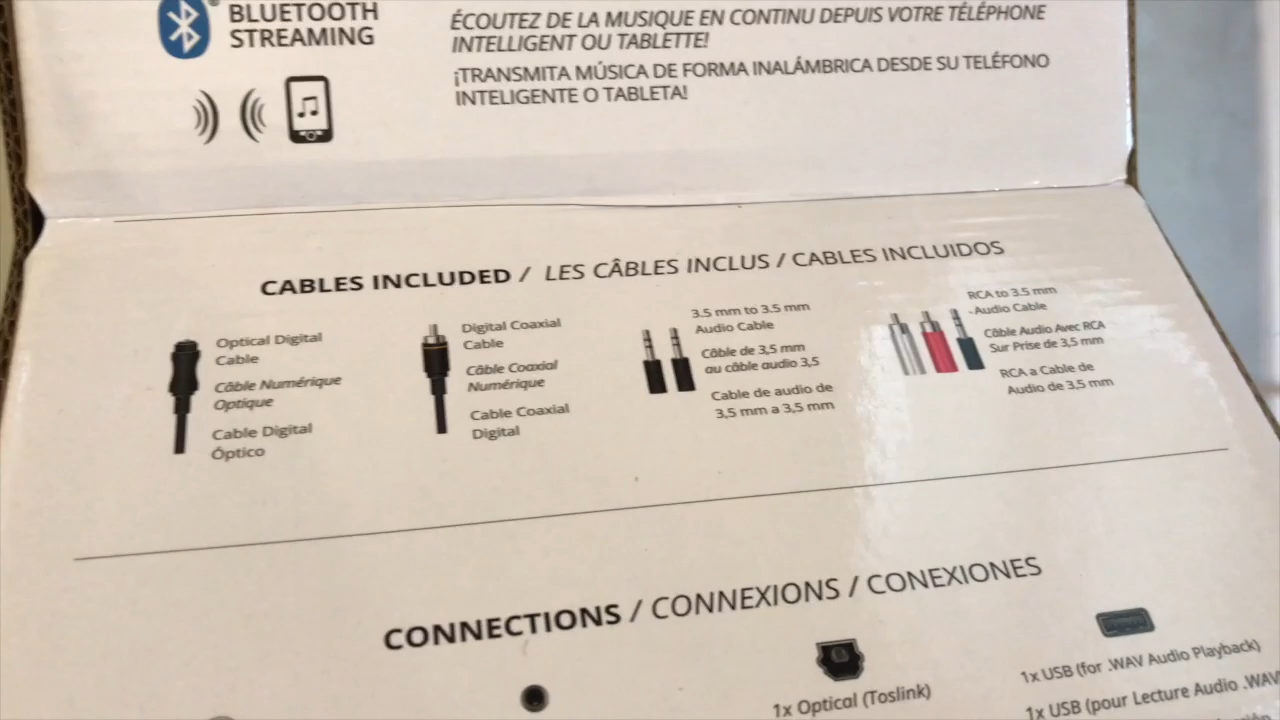 BLUETOOTH
STREAMING
ÉCOUTEZ DE LA MUSIQUE EN CONTINU DEPUIS VOTRE TÉLÉPHONE
INTELLIGENT OU TABLETTE!
¡TRANSMITA MÚSICA DE FORMA INALÁMBRICA DESDE SU TELÉFONO
INTELIGENTE O TABLETA!
CABLES INCLUDED / LES CÂBLES INCLUS / CABLES INCLUIDOS
Optical Digital
Cable
Câble Numérique
Optique
Cable Digital
Óptico
Digital Coaxial
Cable
Câble Coaxial
Numérique
Cable Coaxial
Digital
3.5 mm to 3.5 mm
Audio Cable
Câble de 3,5 mm
au câble audio 3,5
Cable de audio de
3,5 mm a 3,5 mm
RCA to 3.5 mm
Audio Cable
Câble Audio Avec RCA
Sur Prise de 3,5 mm
RCA a Cable de
Audio de 3,5 mm
CONNECTIONS / CONNEXIONS / CONEXIONES
1x Optical (Toslink)
1x USB (for .WAV Audio Playback)
1x USB (pour Lecture Audio .WAV